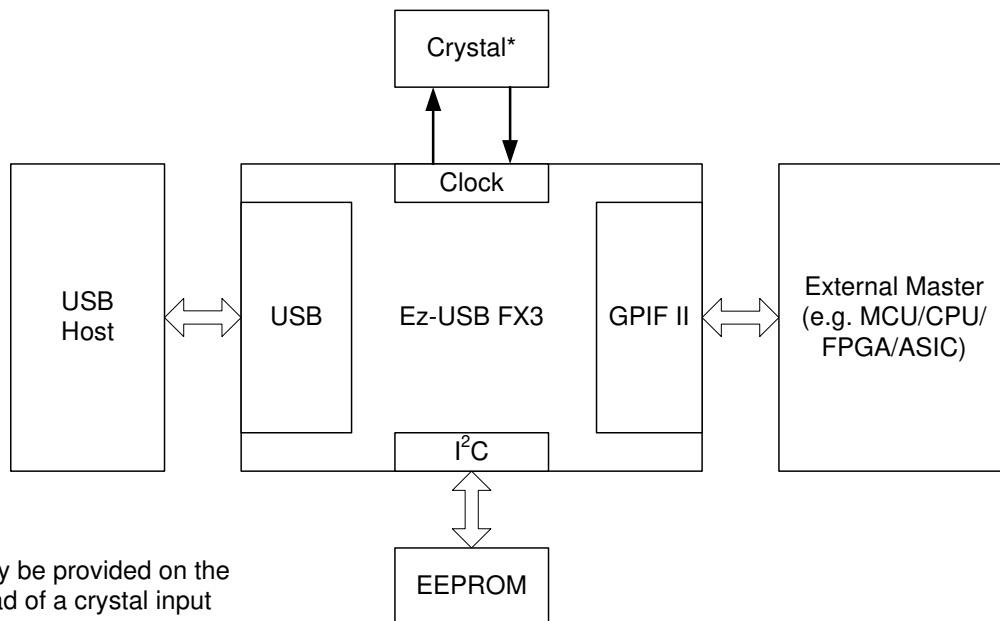 Crystal*
Clock
USB
Host
USB
Ez-USB FX3
GPIF II
External Master
(e.g. MCU/CPU/
FPGA/ASIC)
I²C
EEPROM
be provided on the
of a crystal input